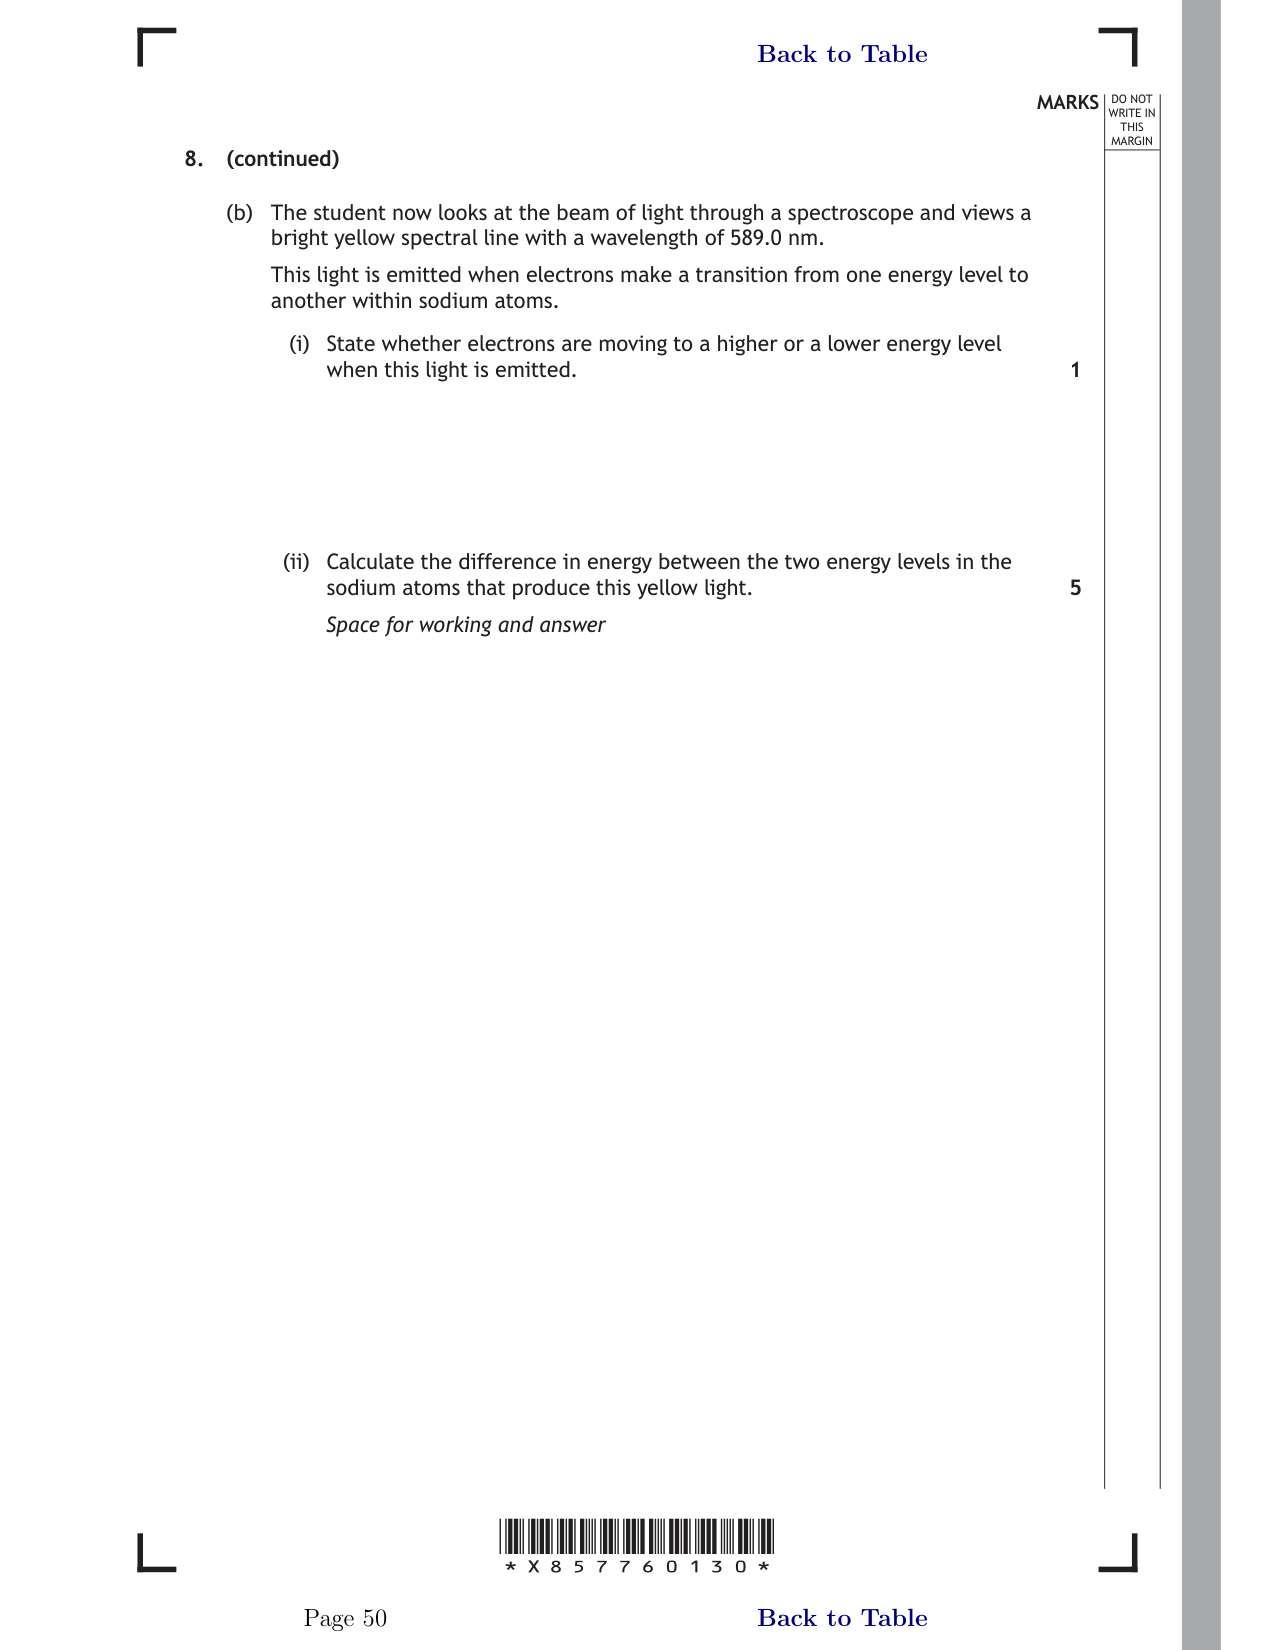 Back to Table
MARKS
DO NOT
WRITE IN
THIS
MARGIN
8. (continued)
(b) The student now looks at the beam of light through a spectroscope and views a
bright yellow spectral line with a wavelength of 589.0 nm.
This light is emitted when electrons make a transition from one energy level to
another within sodium atoms.
(i) State whether electrons are moving to a higher or a lower energy level
when this light is emitted. 1
(ii) Calculate the difference in energy between the two energy levels in the
sodium atoms that produce this yellow light. 5
Space for working and answer
*X857760130*
Page 50 Back to Table